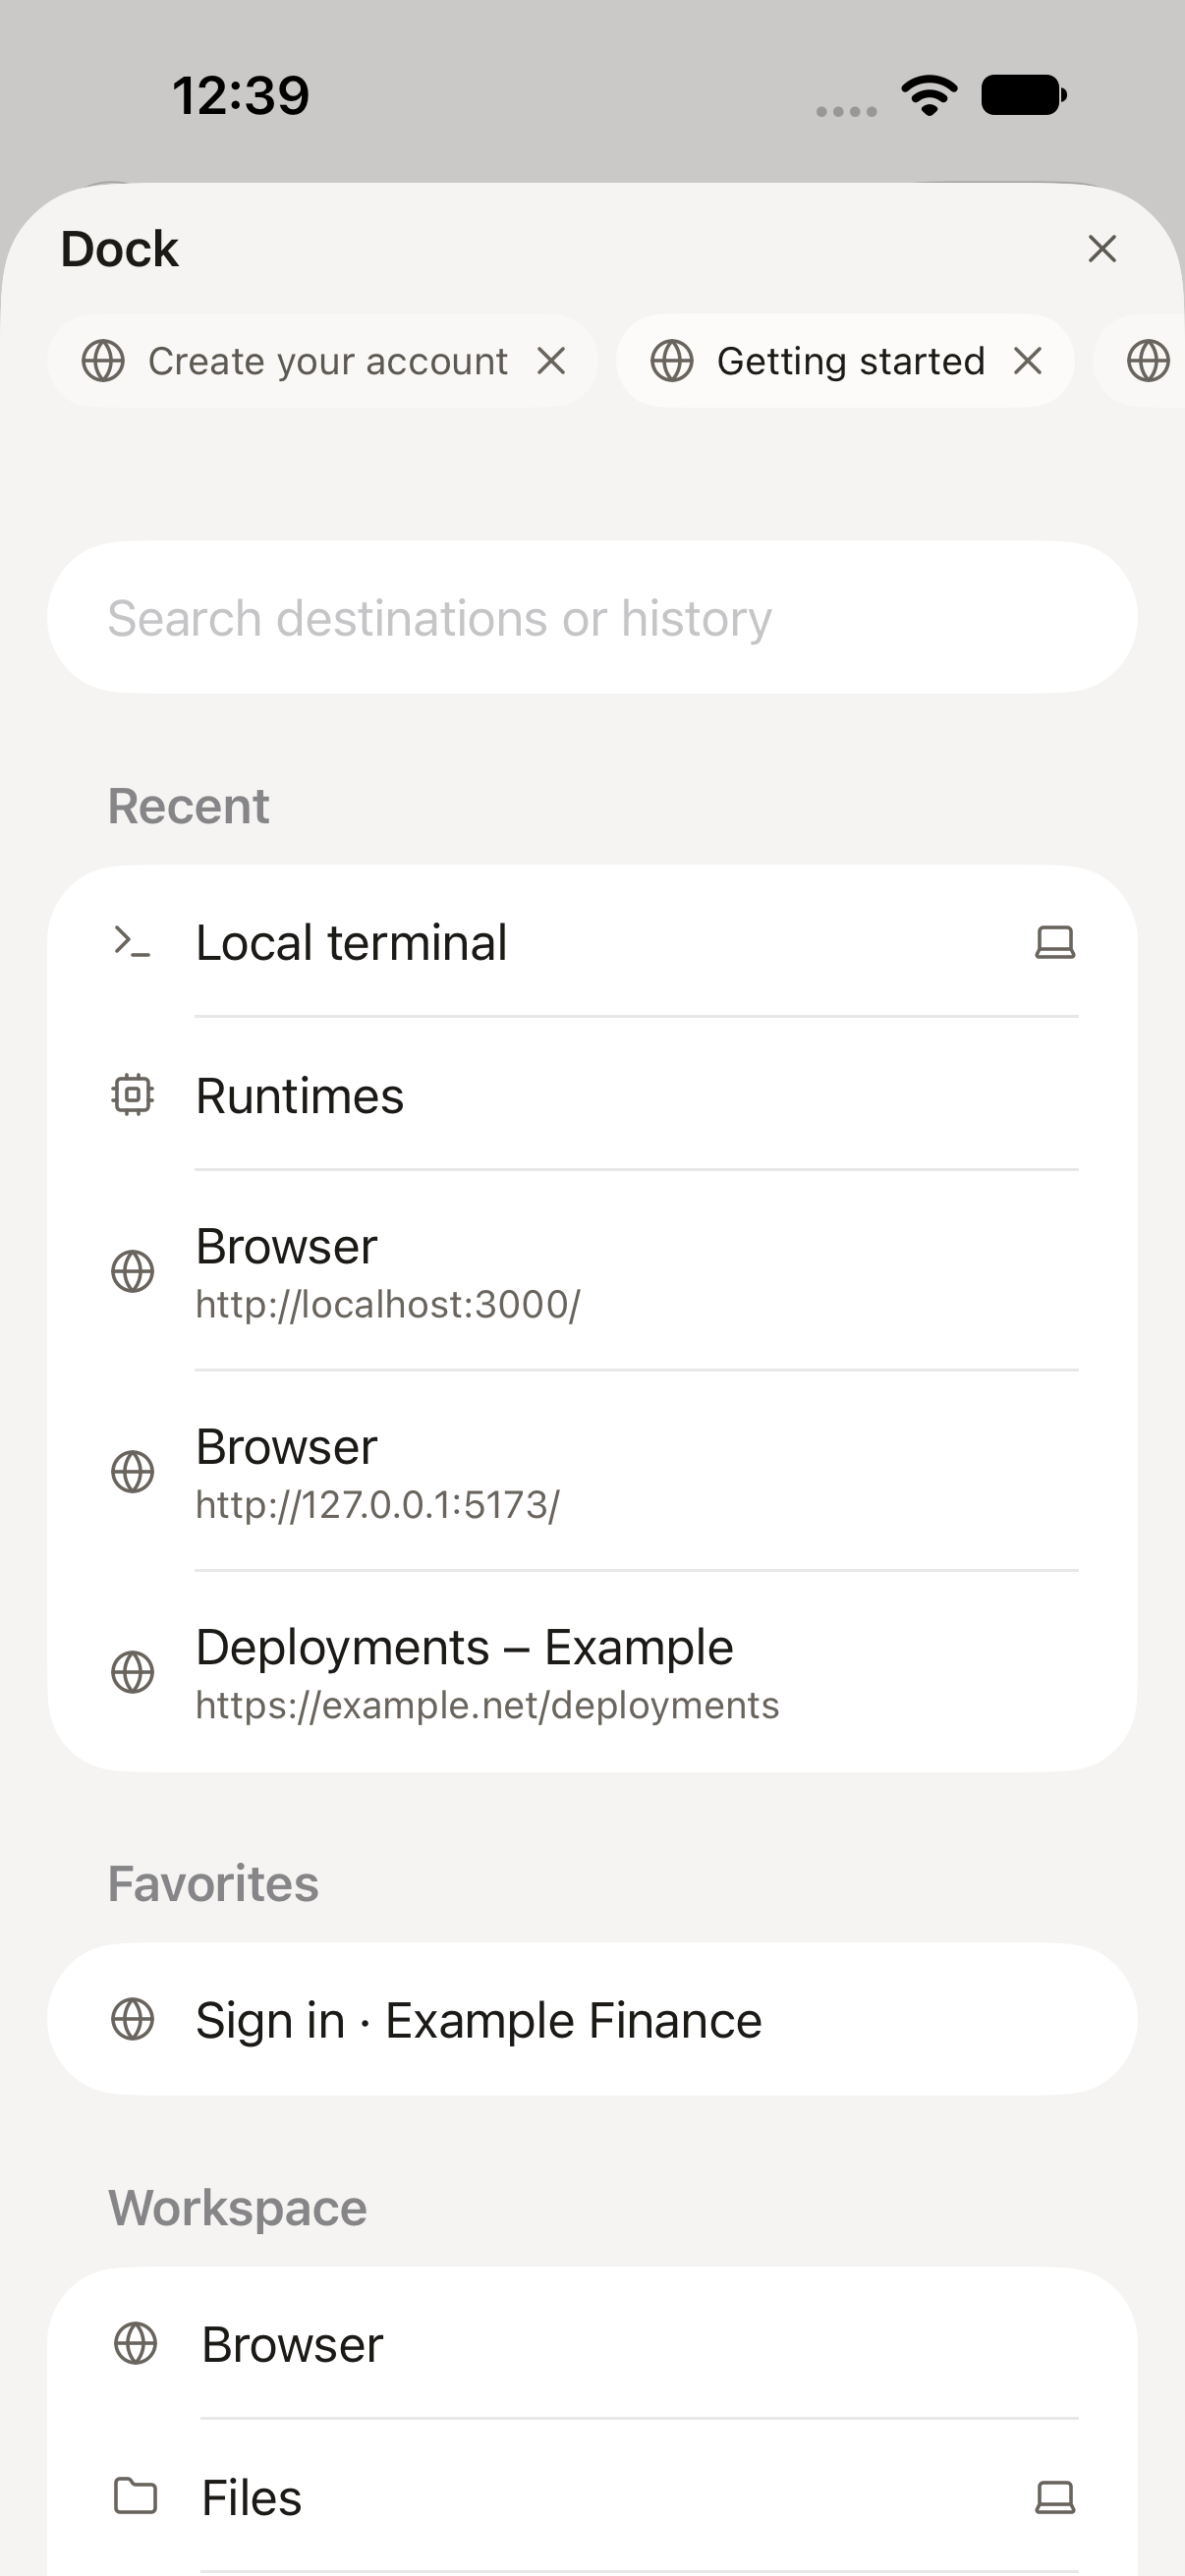 12:39
Dock
Create your account
Getting started
Search destinations or history
Recent
Local terminal
Runtimes
Browser
http://localhost:3000/
Browser
http://127.0.0.1:5173/
Deployments – Example
https://example.net/deployments
Favorites
Sign in · Example Finance
Workspace
Browser
Files